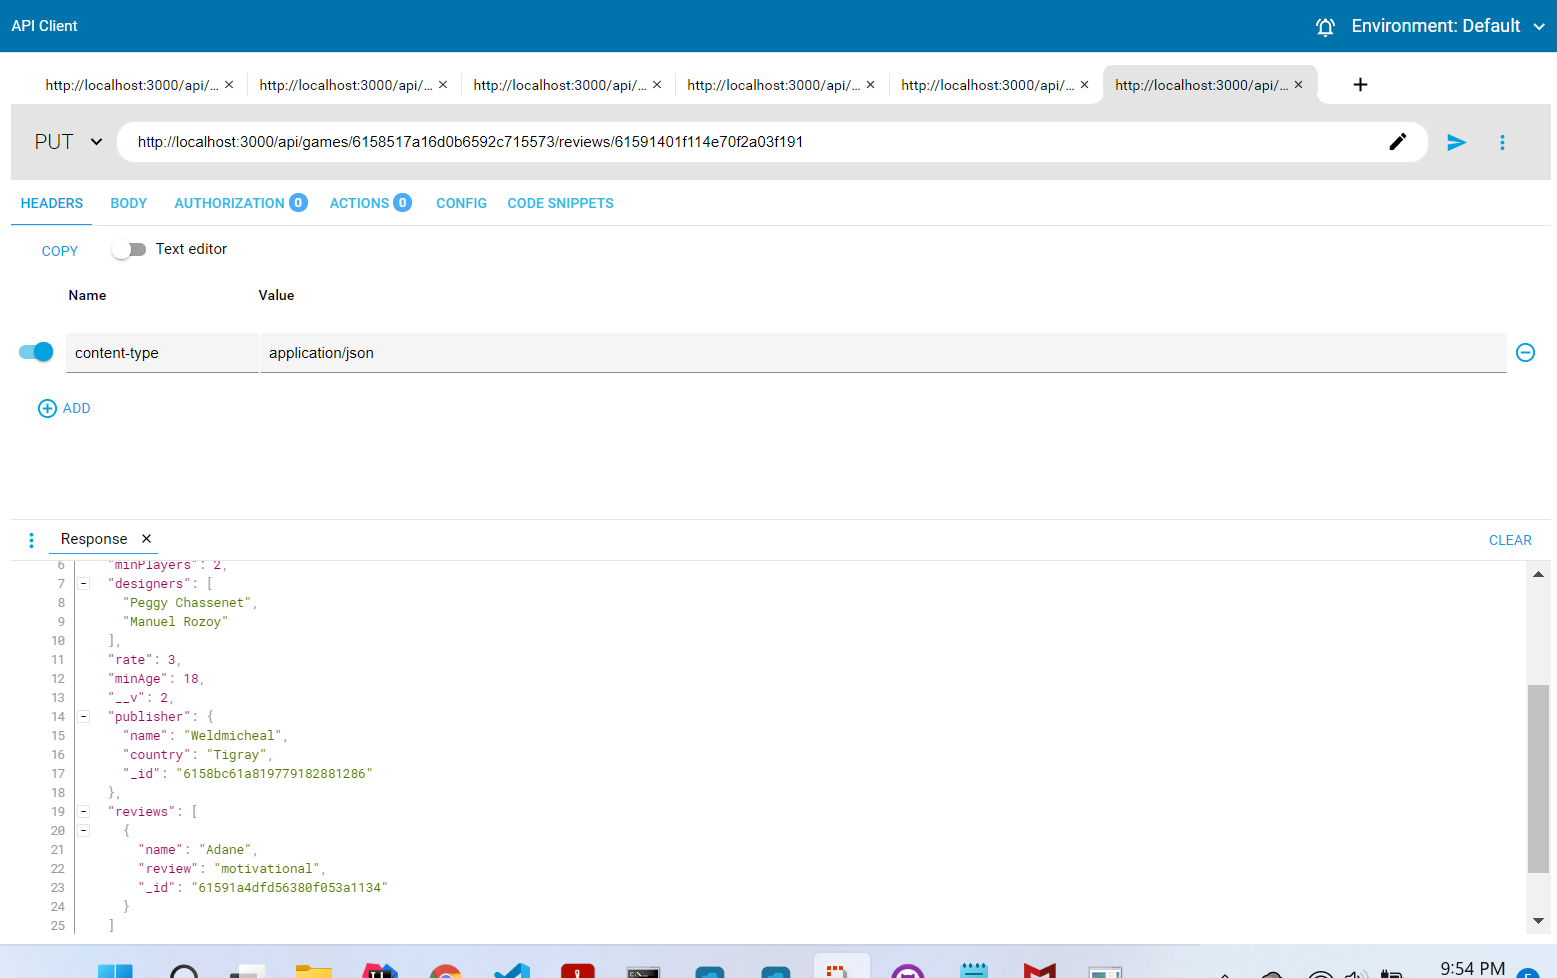 API Client
Environment: Default
http://localhost:3000/api/... × http://localhost:3000/api/... × http://localhost:3000/api/... × http://localhost:3000/api/... × http://localhost:3000/api/... × http://localhost:3000/api/... × +
PUT http://localhost:3000/api/games/6158517a16d0b6592c715573/reviews/61591401f114e70f2a03f191
HEADERS BODY AUTHORIZATION 0 ACTIONS 0 CONFIG CODE SNIPPETS
COPY Text editor
Name Value
content-type application/json
ADD
Response × CLEAR
6 "minPlayers": 2,
7 - "designers": [
8 "Peggy Chassenet",
9 "Manuel Rozoy"
10 ],
11 "rate": 3,
12 "minAge": 18,
13 "__v": 2,
14 - "publisher": {
15 "name": "Weldmicheal",
16 "country": "Tigray",
17 "_id": "6158bc61a819779182881286"
18 },
19 - "reviews": [
20 - {
21 "name": "Adane",
22 "review": "motivational",
23 "_id": "61591a4dfd56380f053a1134"
24 }
25 ]
9:54 PM